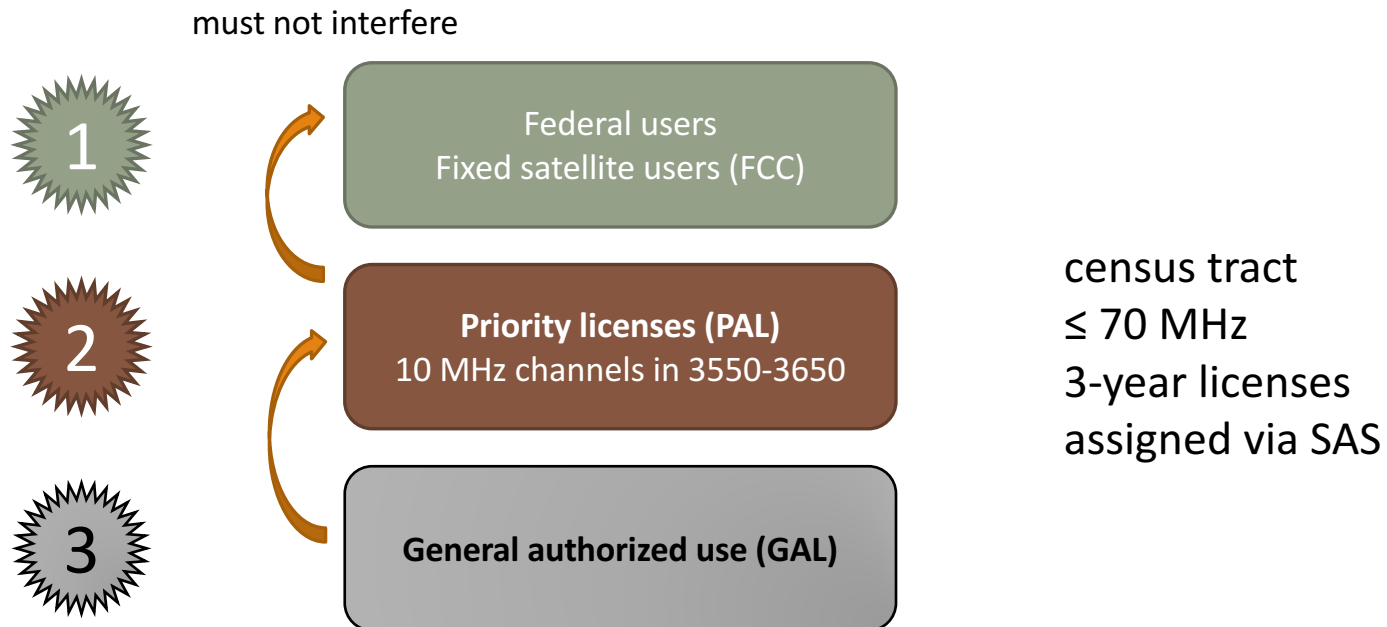 must not interfere
1
Federal users
Fixed satellite users (FCC)
2
Priority licenses (PAL)
10 MHz channels in 3550-3650
census tract
≤ 70 MHz
3-year licenses
assigned via SAS
3
General authorized use (GAL)